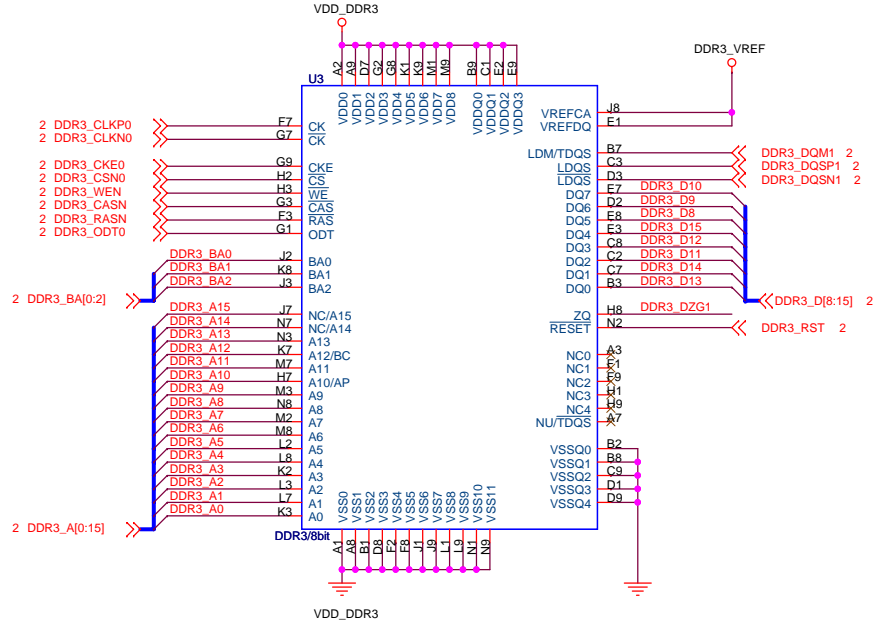 VDD_DDR3
DDR3_VREF
A2 A9 D7 G2 G8 K1 K9 M1 M9 B9 C1 E2 E9
U3
VDD0 VDD1 VDD2 VDD3 VDD4 VDD5 VDD6 VDD7 VDD8 VDDQ0 VDDQ1 VDDQ2 VDDQ3
VREFCA J8
VREFDQ E1
2 DDR3_CLKP0 F7 CK
2 DDR3_CLKN0 G7 CK
LDM/TDQS B7 DDR3_DQM1 2
2 DDR3_CKE0 G9 CKE
LDQS C3 DDR3_DQSP1 2
2 DDR3_CSN0 H2 CS
LDQS D3 DDR3_DQSN1 2
2 DDR3_WEN H3 WE
DQ7 E7 DDR3_D10
2 DDR3_CASN G3 CAS
DQ6 D2 DDR3_D9
2 DDR3_RASN F3 RAS
DQ5 E8 DDR3_D8
2 DDR3_ODT0 G1 ODT
DQ4 E3 DDR3_D15
DQ3 C8 DDR3_D12
DDR3_BA0 J2 BA0
DQ2 C2 DDR3_D11
DDR3_BA1 K8 BA1
DQ1 C7 DDR3_D14
DDR3_BA2 J3 BA2
DQ0 B3 DDR3_D13
2 DDR3_BA[0:2]
DDR3_D[8:15] 2
DDR3_A15 J7 NC/A15
ZQ H8 DDR3_DZG1
DDR3_A14 N7 NC/A14
RESET N2 DDR3_RST 2
DDR3_A13 N3 A13
DDR3_A12 K7 A12/BC
NC0 A3
DDR3_A11 M7 A11
NC1 F1
DDR3_A10 H7 A10/AP
NC2 F9
DDR3_A9 M3 A9
NC3 H1
DDR3_A8 N8 A8
NC4 H9
DDR3_A7 M2 A7
NU/TDQS A7
DDR3_A6 M8 A6
DDR3_A5 L2 A5
VSSQ0 B2
DDR3_A4 L8 A4
VSSQ1 B8
DDR3_A3 K2 A3
VSSQ2 C9
DDR3_A2 L3 A2
VSSQ3 D1
DDR3_A1 L7 A1
VSSQ4 D9
DDR3_A0 K3 A0
2 DDR3_A[0:15]
VSS0 VSS1 VSS2 VSS3 VSS4 VSS5 VSS6 VSS7 VSS8 VSS9 VSS10 VSS11
DDR3/8bit
A1 A8 B1 D8 F2 F8 J1 J9 L1 L9 N1 N9
VDD_DDR3